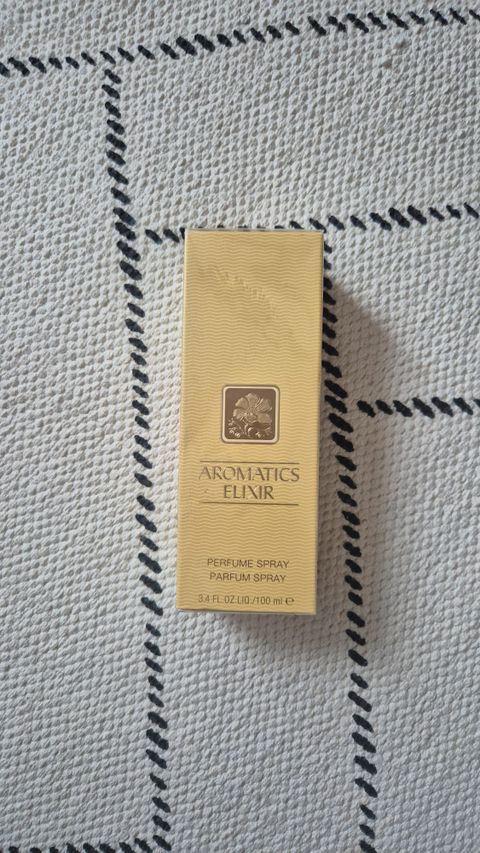 AROMATICS
ELIXIR
PERFUME SPRAY
PARFUM SPRAY
3.4 FL.OZ.LIQ./100 ml ℮